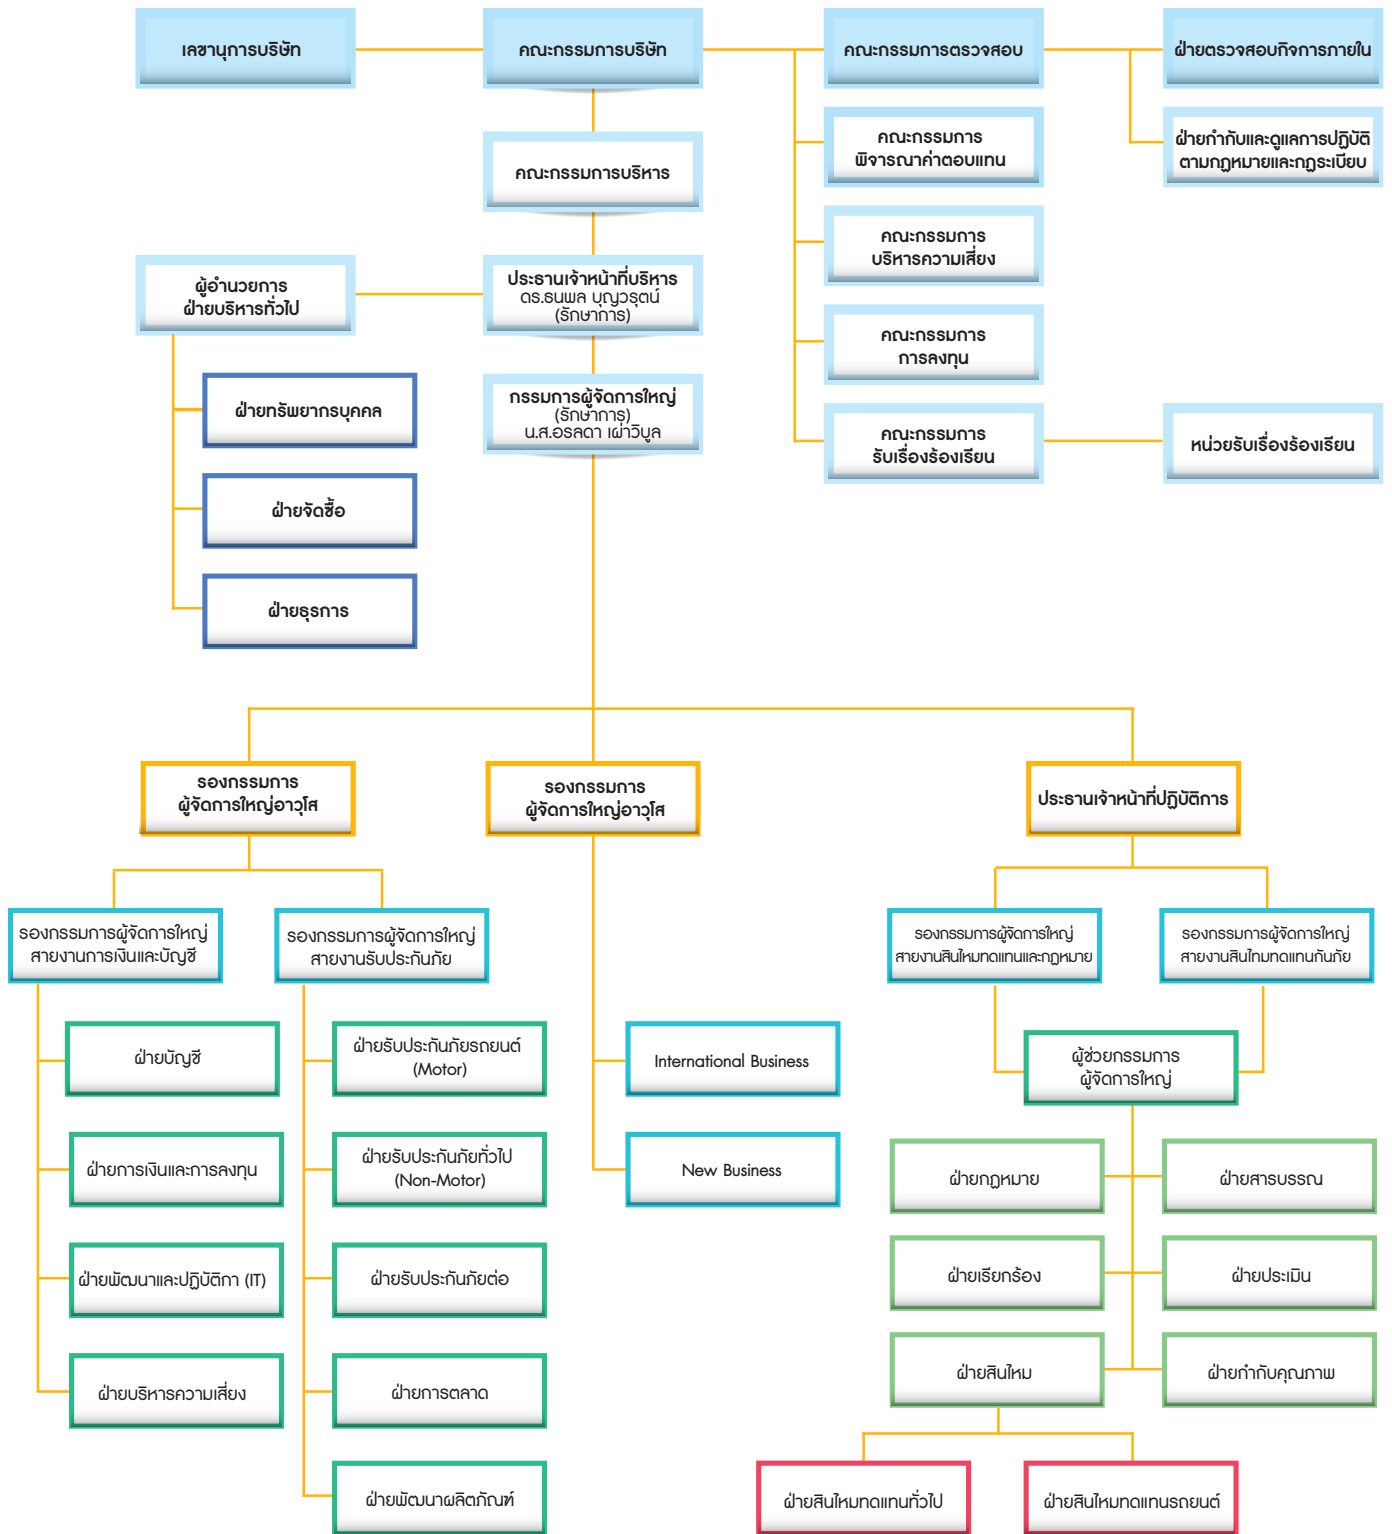 เลขานุการบริษัท
คณะกรรมการบริษัท
คณะกรรมการตรวจสอบ
ฝ่ายตรวจสอบกิจการภายใน
คณะกรรมการ
พิจารณาค่าตอบแทน
ฝ่ายกำกับและดูแลการปฏิบัติ
ตามกฎหมายและกฎระเบียบ
คณะกรรมการบริหาร
คณะกรรมการ
บริหารความเสี่ยง
ผู้อำนวยการ
ฝ่ายบริหารทั่วไป
ประธานเจ้าหน้าที่บริหาร
ดร.ธนพล บุญวรุตน์
(รักษาการ)
คณะกรรมการ
การลงทุน
ฝ่ายทรัพยากรบุคคล
กรรมการผู้จัดการใหญ่
(รักษาการ)
น.ส.อรลดา เผ่าวิบูล
คณะกรรมการ
รับเรื่องร้องเรียน
หน่วยรับเรื่องร้องเรียน
ฝ่ายจัดซื้อ
ฝ่ายธุรการ
รองกรรมการ
ผู้จัดการใหญ่อาวุโส
รองกรรมการ
ผู้จัดการใหญ่อาวุโส
ประธานเจ้าหน้าที่ปฏิบัติการ
รองกรรมการผู้จัดการใหญ่
สายงานการเงินและบัญชี
รองกรรมการผู้จัดการใหญ่
สายงานรับประกันภัย
รองกรรมการผู้จัดการใหญ่
สายงานสินไหมทดแทนและกฎหมาย
รองกรรมการผู้จัดการใหญ่
สายงานสินไทมทดแทนกันภัย
ฝ่ายบัญชี
ฝ่ายรับประกันภัยรถยนต์
(Motor)
International Business
ผู้ช่วยกรรมการ
ผู้จัดการใหญ่
ฝ่ายการเงินและการลงทุน
ฝ่ายรับประกันภัยทั่วไป
(Non-Motor)
New Business
ฝ่ายกฎหมาย
ฝ่ายสารบรรณ
ฝ่ายพัฒนาและปฏิบัติกา (IT)
ฝ่ายรับประกันภัยต่อ
ฝ่ายเรียกร้อง
ฝ่ายประเมิน
ฝ่ายบริหารความเสี่ยง
ฝ่ายการตลาด
ฝ่ายสินไหม
ฝ่ายกำกับคุณภาพ
ฝ่ายพัฒนาผลิตภัณฑ์
ฝ่ายสินไหมทดแทนทั่วไป
ฝ่ายสินไหมทดแทนรถยนต์